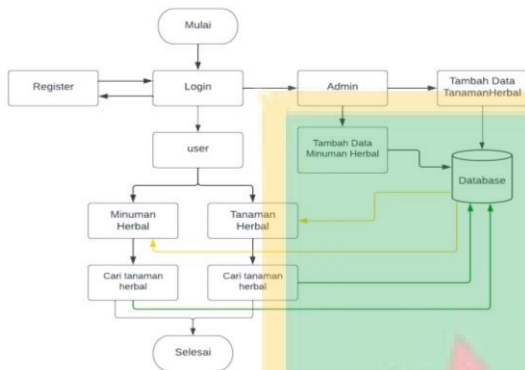 Mulai
Register
Login
Admin
Tambah Data
TanamanHerbal
user
Tambah Data
Minuman Herbal
Database
Minuman
Herbal
Tanaman
Herbal
Cari tanaman
herbal
Cari tanaman
herbal
Selesai